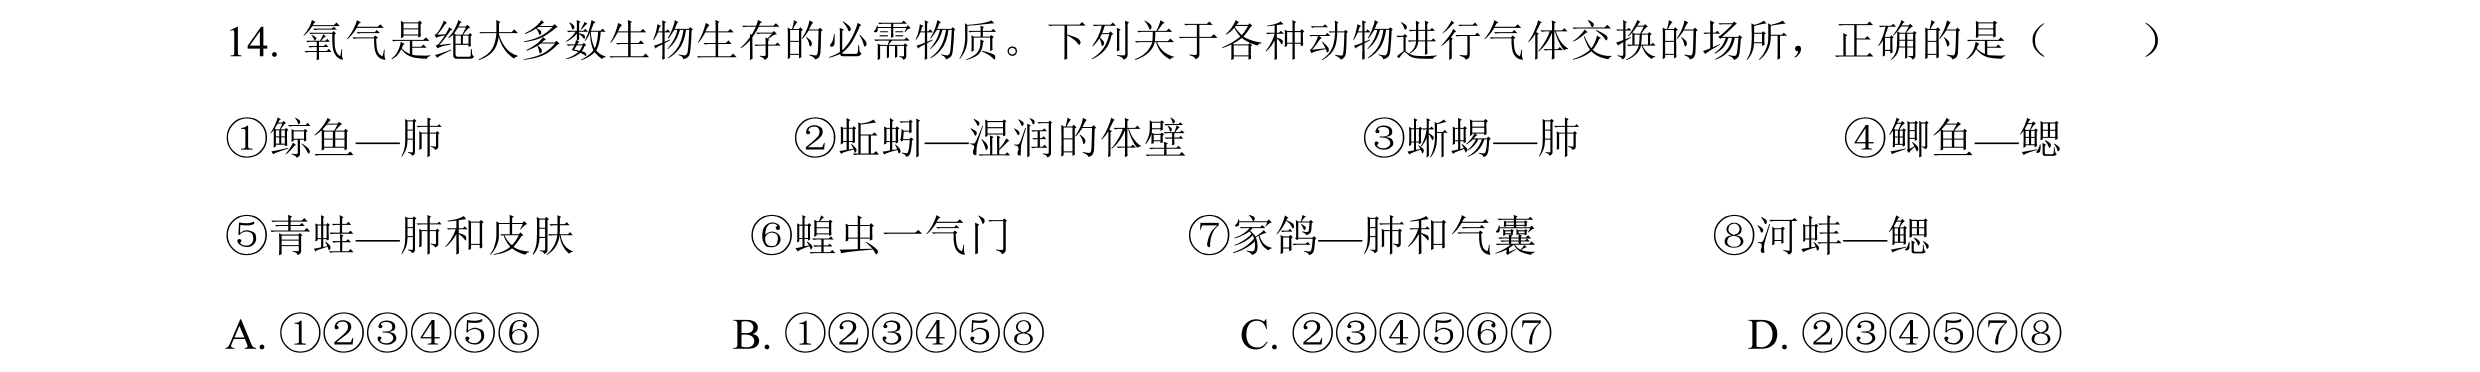 14. 氧气是绝大多数生物生存的必需物质。下列关于各种动物进行气体交换的场所，正确的是（　　）
①鲸鱼—肺 ②蚯蚓—湿润的体壁 ③蜥蜴—肺 ④鲫鱼—鳃
⑤青蛙—肺和皮肤 ⑥蝗虫一气门 ⑦家鸽—肺和气囊 ⑧河蚌—鳃
A. ①②③④⑤⑥ B. ①②③④⑤⑧ C. ②③④⑤⑥⑦ D. ②③④⑤⑦⑧